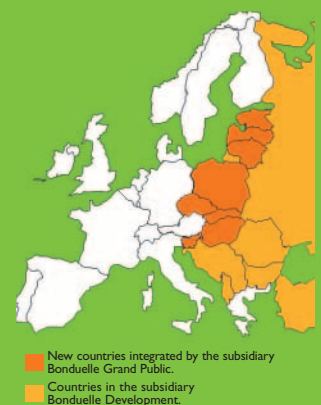 New countries integrated by the subsidiary
Bonduelle Grand Public.
Countries in the subsidiary
Bonduelle Development.